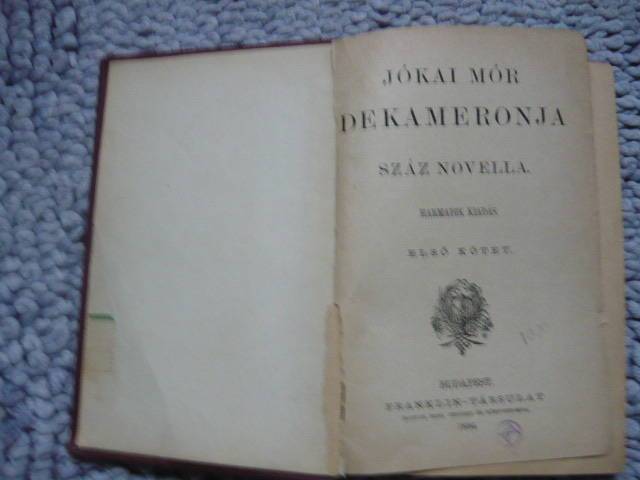 JÓKAI MÓR
DEKAMERONJA
SZÁZ NOVELLA.
HARMADIK KIADÁS.
ELSŐ KÖTET.
BUDAPEST.
FRANKLIN-TÁRSULAT